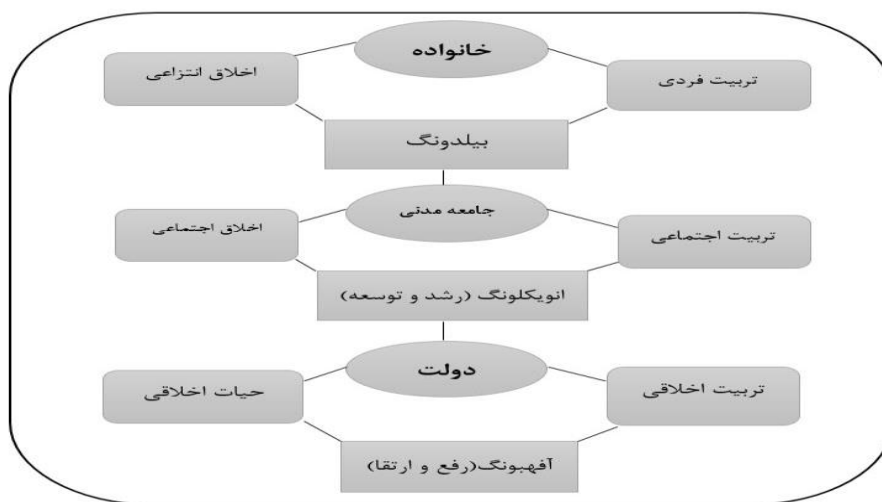 خانواده
تربیت فردی
اخلاق انتزاعی
بیلدونگ
جامعه مدنی
تربیت اجتماعی
اخلاق اجتماعی
انویکلونگ (رشد و توسعه)
دولت
تربیت اخلاقی
حیات اخلاقی
آفهبونگ(رفع و ارتقا)